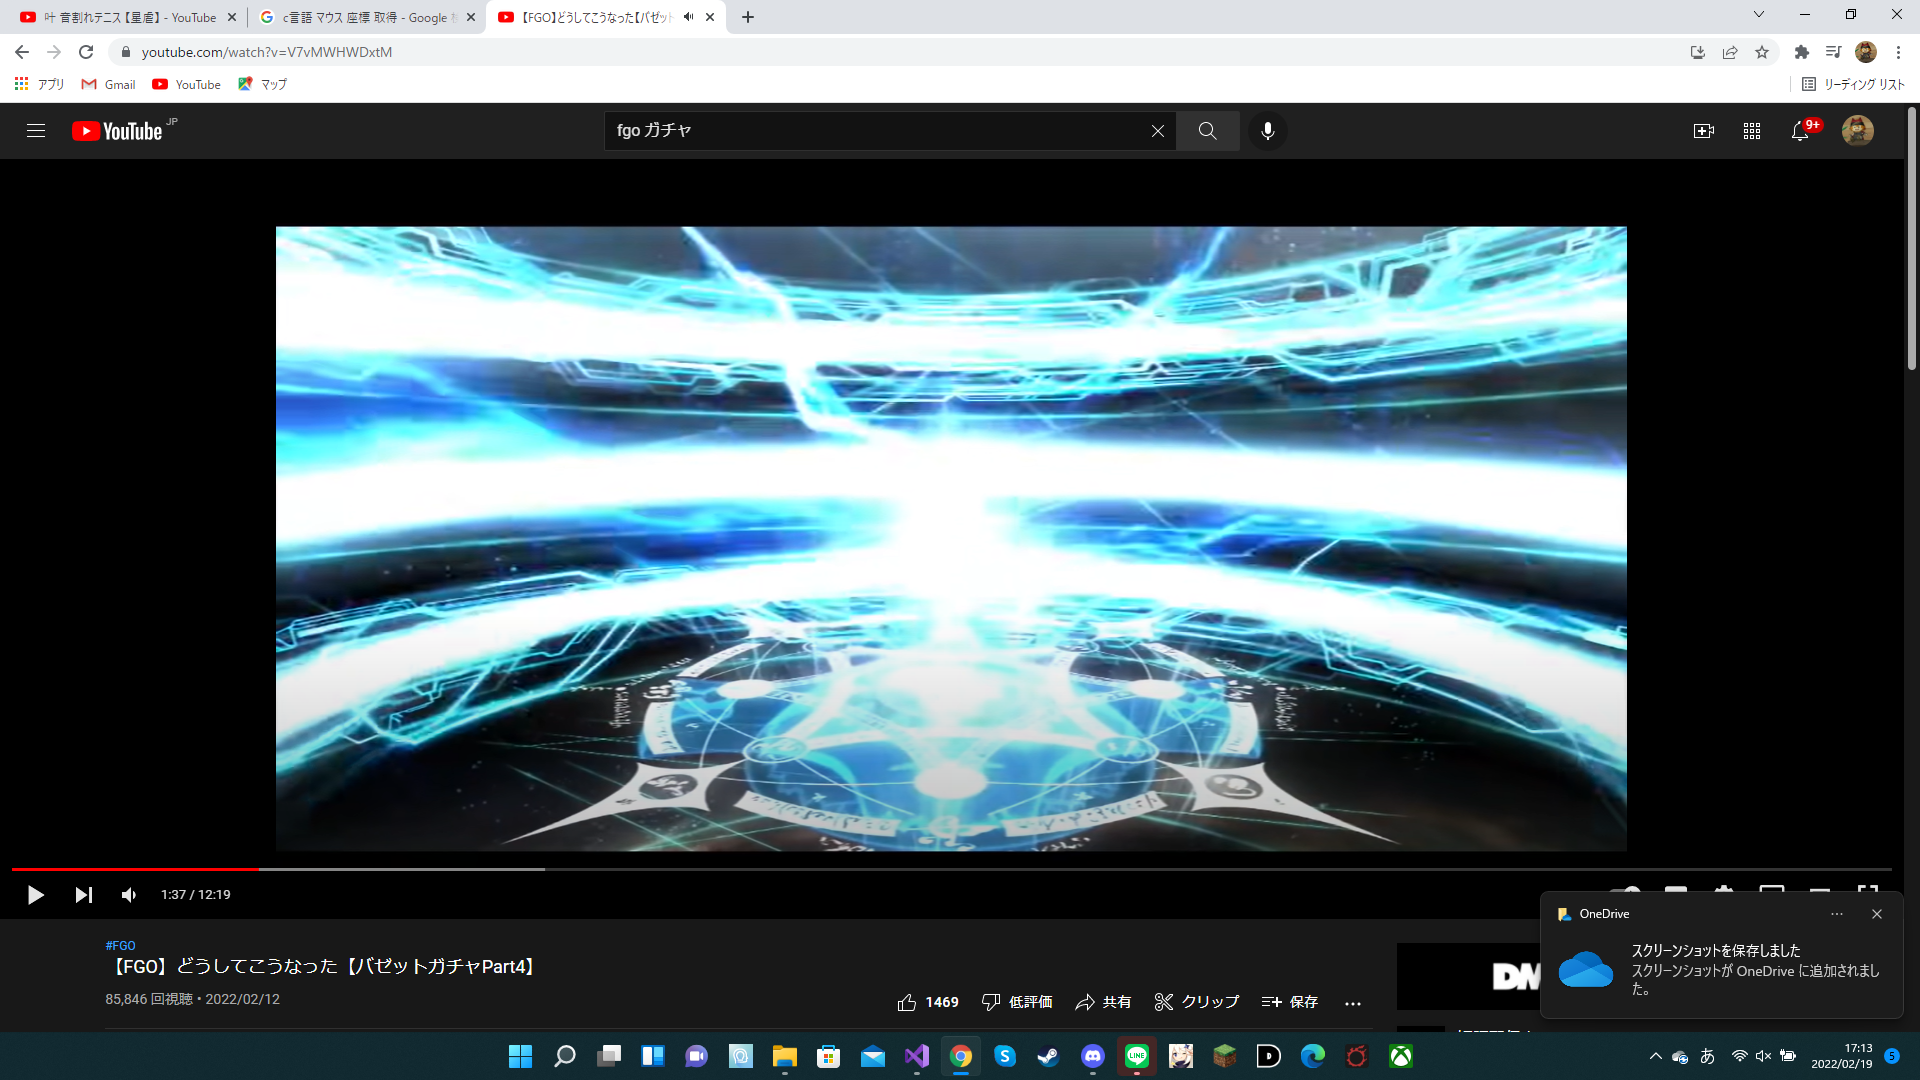 叶 音割れテニス【星虐】 - YouTube
c言語 マウス 座標 取得 - Google
【FGO】どうしてこうなった【バゼット
youtube.com/watch?v=V7vMWHWDxtM
アプリ
Gmail
YouTube
マップ
リーディング リスト
YouTube JP
fgo ガチャ
9+
1:37 / 12:19
#FGO
【FGO】どうしてこうなった【バゼットガチャPart4】
85,846 回視聴・2022/02/12
1469
低評価
共有
クリップ
保存
DM
OneDrive
スクリーンショットを保存しました
スクリーンショットが OneDrive に追加されまし
た。
LINE
あ
17:13
2022/02/19
5